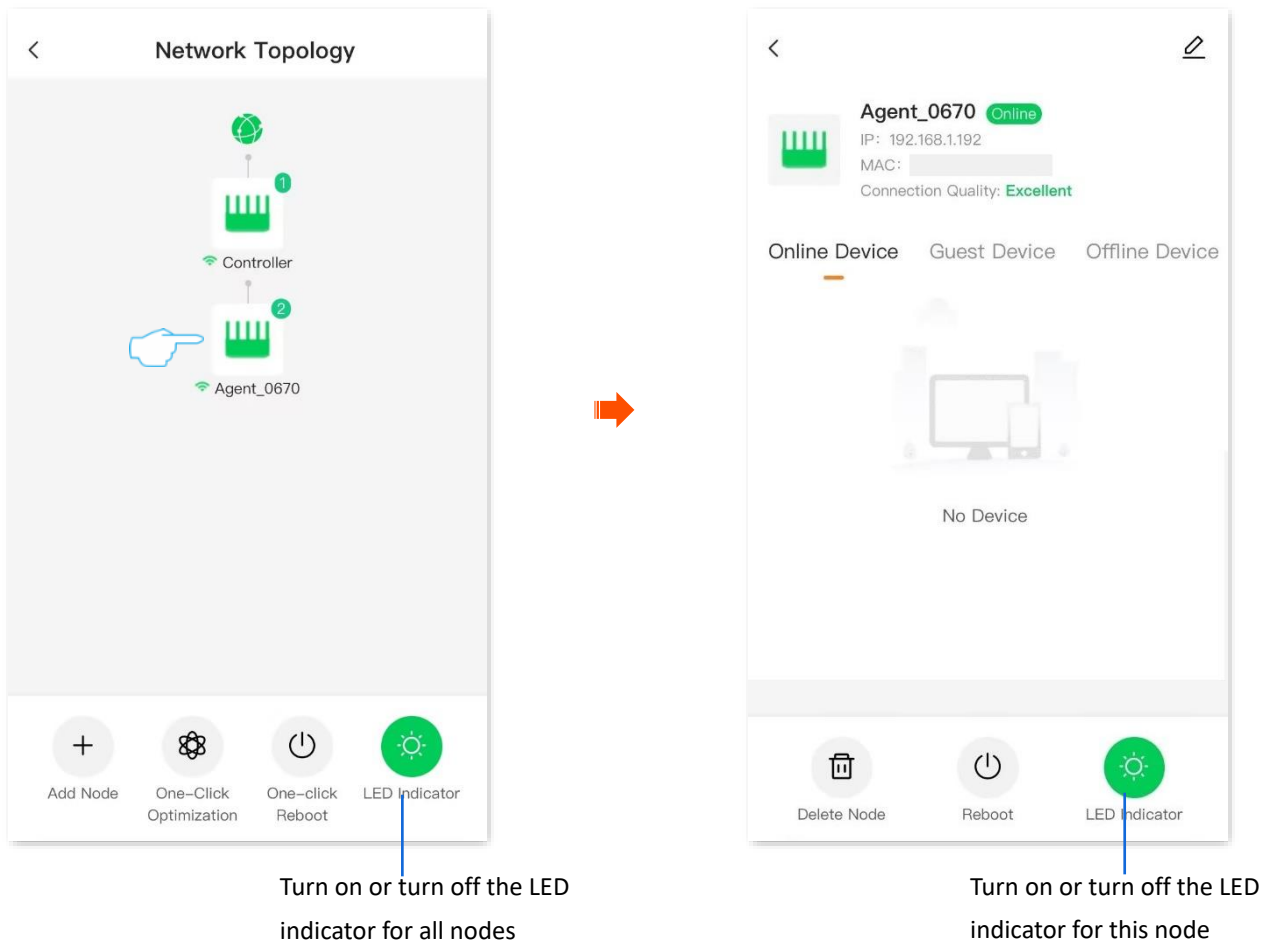 Network Topology
1
Controller
2
Agent_0670
Add Node
One-Click
Optimization
One-click
Reboot
LED Indicator
Turn on or turn off the LED
indicator for all nodes
Agent_0670 Online
IP: 192.168.1.192
MAC:
Connection Quality: Excellent
Online Device Guest Device Offline Device
No Device
Delete Node
Reboot
LED Indicator
Turn on or turn off the LED
indicator for this node